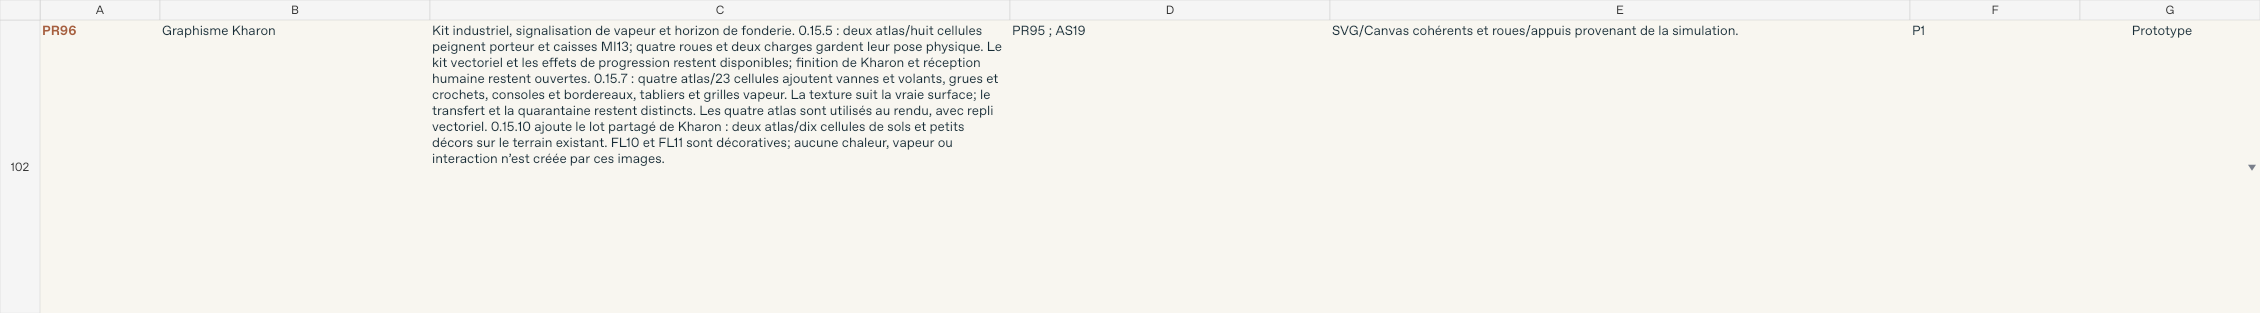 A B C D E F G
PR96 Graphisme Kharon Kit industriel, signalisation de vapeur et horizon de fonderie. 0.15.5 : deux atlas/huit cellules PR95 ; AS19 SVG/Canvas cohérents et roues/appuis provenant de la simulation. P1 Prototype
peignent porteur et caisses MI13; quatre roues et deux charges gardent leur pose physique. Le
kit vectoriel et les effets de progression restent disponibles; finition de Kharon et réception
humaine restent ouvertes. 0.15.7 : quatre atlas/23 cellules ajoutent vannes et volants, grues et
crochets, consoles et bordereaux, tabliers et grilles vapeur. La texture suit la vraie surface; le
transfert et la quarantaine restent distincts. Les quatre atlas sont utilisés au rendu, avec repli
vectoriel. 0.15.10 ajoute le lot partagé de Kharon : deux atlas/dix cellules de sols et petits
décors sur le terrain existant. FL10 et FL11 sont décoratives; aucune chaleur, vapeur ou
interaction n’est créée par ces images.
102